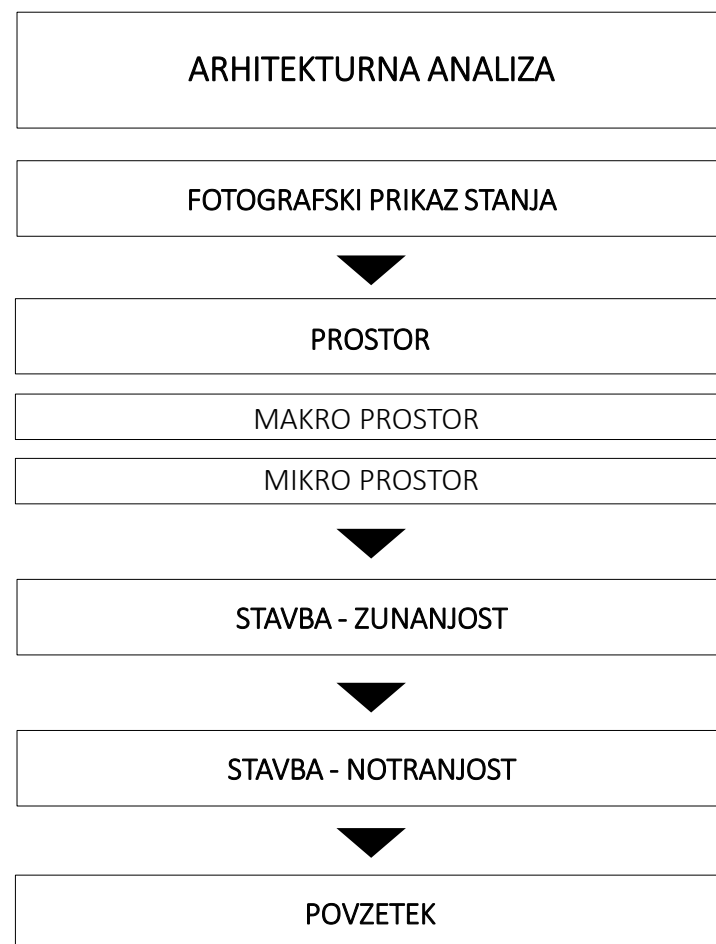 ARHITEKTURNA ANALIZA
FOTOGRAFSKI PRIKAZ STANJA
PROSTOR
MAKRO PROSTOR
MIKRO PROSTOR
STAVBA - ZUNANJOST
STAVBA - NOTRANJOST
POVZETEK